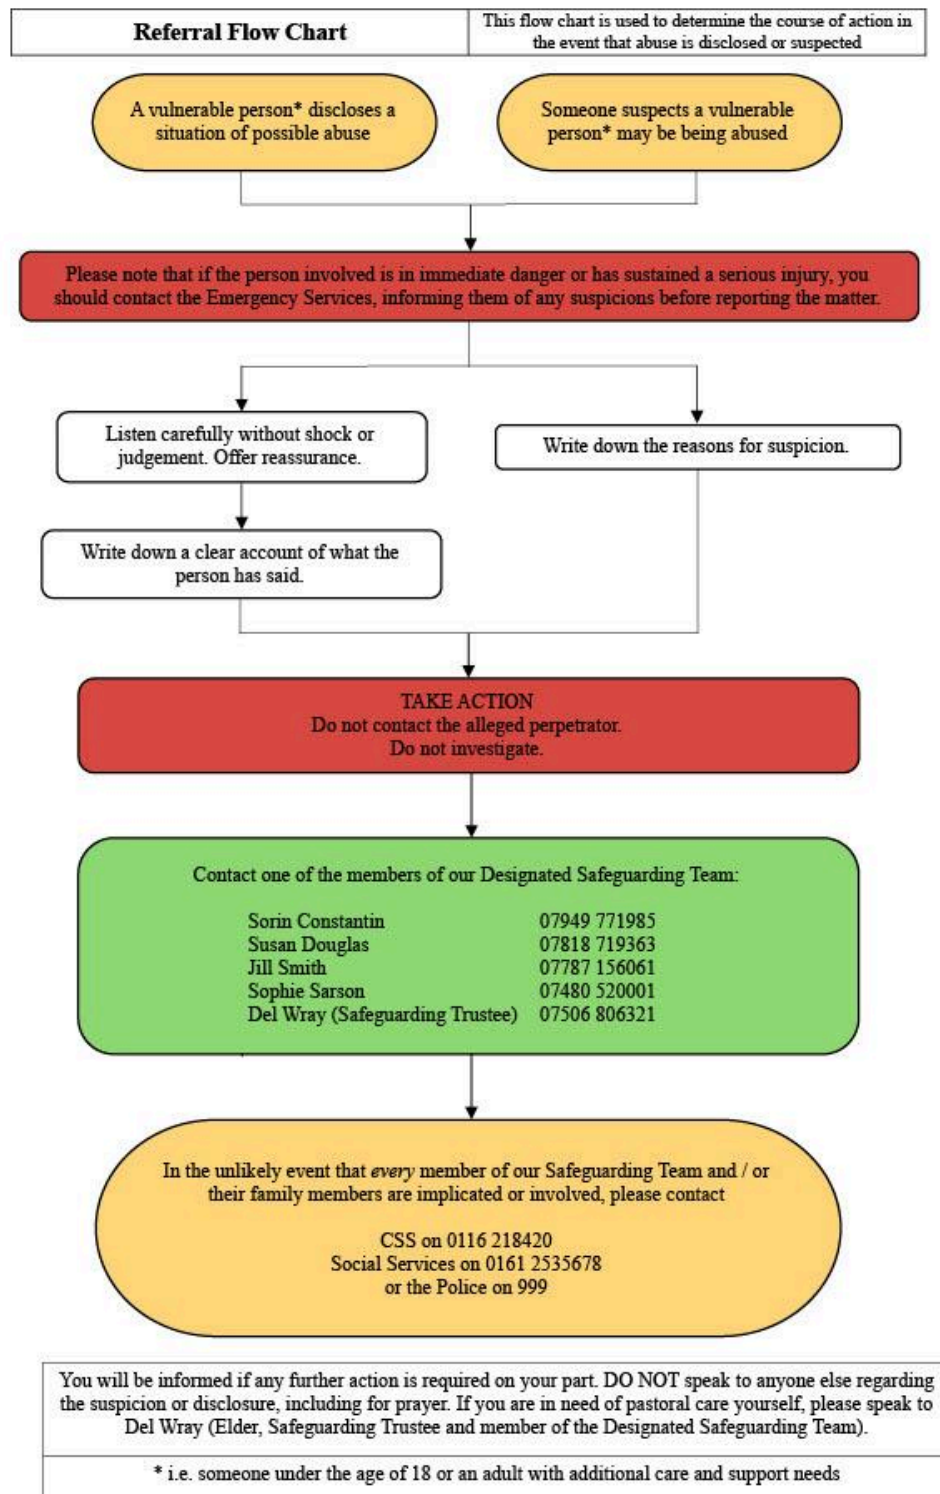 Referral Flow Chart
This flow chart is used to determine the course of action in
the event that abuse is disclosed or suspected
A vulnerable person* discloses a
situation of possible abuse
Someone suspects a vulnerable
person* may be being abused
Please note that if the person involved is in immediate danger or has sustained a serious injury, you
should contact the Emergency Services, informing them of any suspicions before reporting the matter.
Listen carefully without shock or
judgement. Offer reassurance.
Write down the reasons for suspicion.
Write down a clear account of what the
person has said.
TAKE ACTION
Do not contact the alleged perpetrator.
Do not investigate.
Contact one of the members of our Designated Safeguarding Team:
Sorin Constantin 07949 771985
Susan Douglas 07818 719363
Jill Smith 07787 156061
Sophie Sarson 07480 520001
Del Wray (Safeguarding Trustee) 07506 806321
In the unlikely event that every member of our Safeguarding Team and / or
their family members are implicated or involved, please contact
CSS on 0116 218420
Social Services on 0161 2535678
or the Police on 999
You will be informed if any further action is required on your part. DO NOT speak to anyone else regarding
the suspicion or disclosure, including for prayer. If you are in need of pastoral care yourself, please speak to
Del Wray (Elder, Safeguarding Trustee and member of the Designated Safeguarding Team).
* i.e. someone under the age of 18 or an adult with additional care and support needs